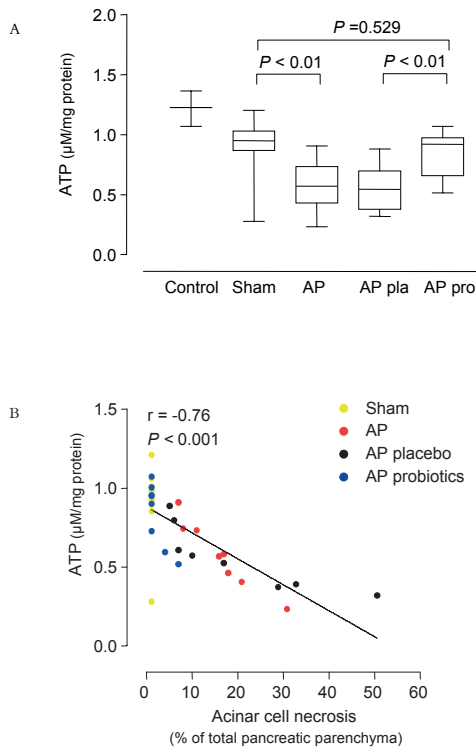 A
2.0
P =0.529
P < 0.01
P < 0.01
1.5
1.0
0.5
0.0
ATP (µM/mg protein)
Control
Sham
AP
AP pla
AP pro
B
1.5
r = -0.76
P < 0.001
Sham
AP
AP placebo
AP probiotics
1.0
0.5
0.0
ATP (µM/mg protein)
0 10 20 30 40 50 60
Acinar cell necrosis
(% of total pancreatic parenchyma)